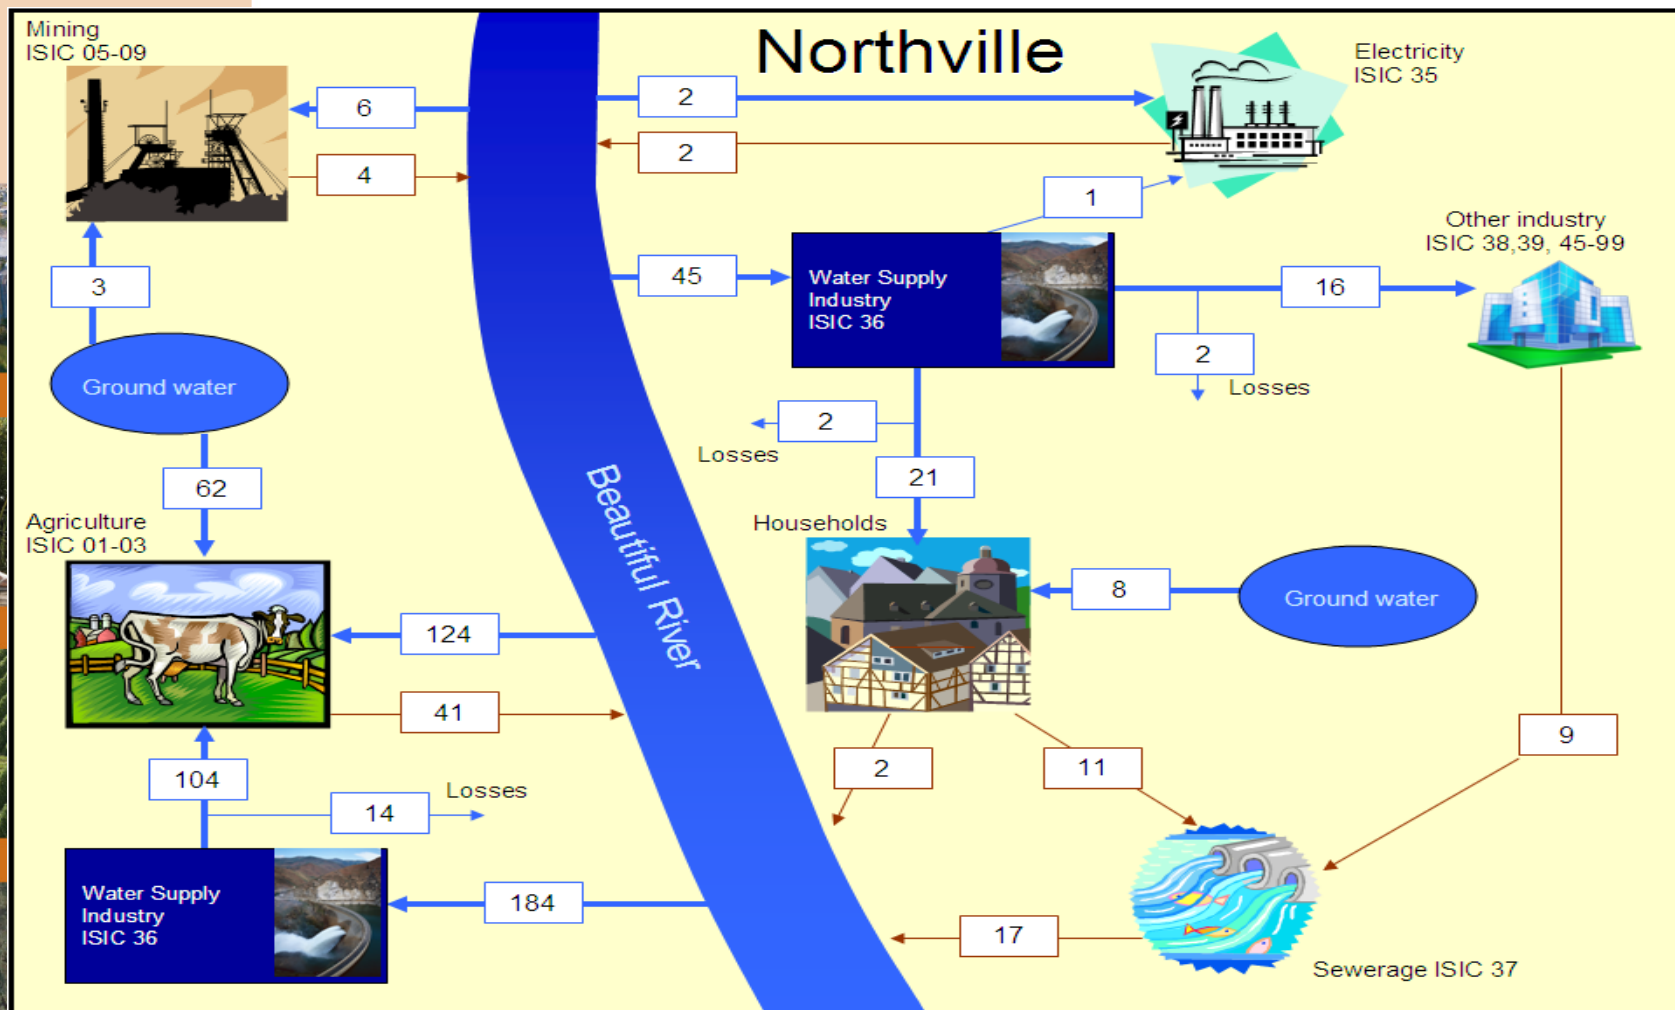 Northville
Mining
ISIC 05-09
Electricity
ISIC 35
6
2
4
2
1
Other industry
ISIC 38,39, 45-99
3
45
Water Supply
Industry
ISIC 36
16
2
Losses
Ground water
2
Losses
62
21
Beautiful River
Agriculture
ISIC 01-03
Households
8
Ground water
124
41
104
14
Losses
2
11
9
Water Supply
Industry
ISIC 36
184
17
Sewerage ISIC 37